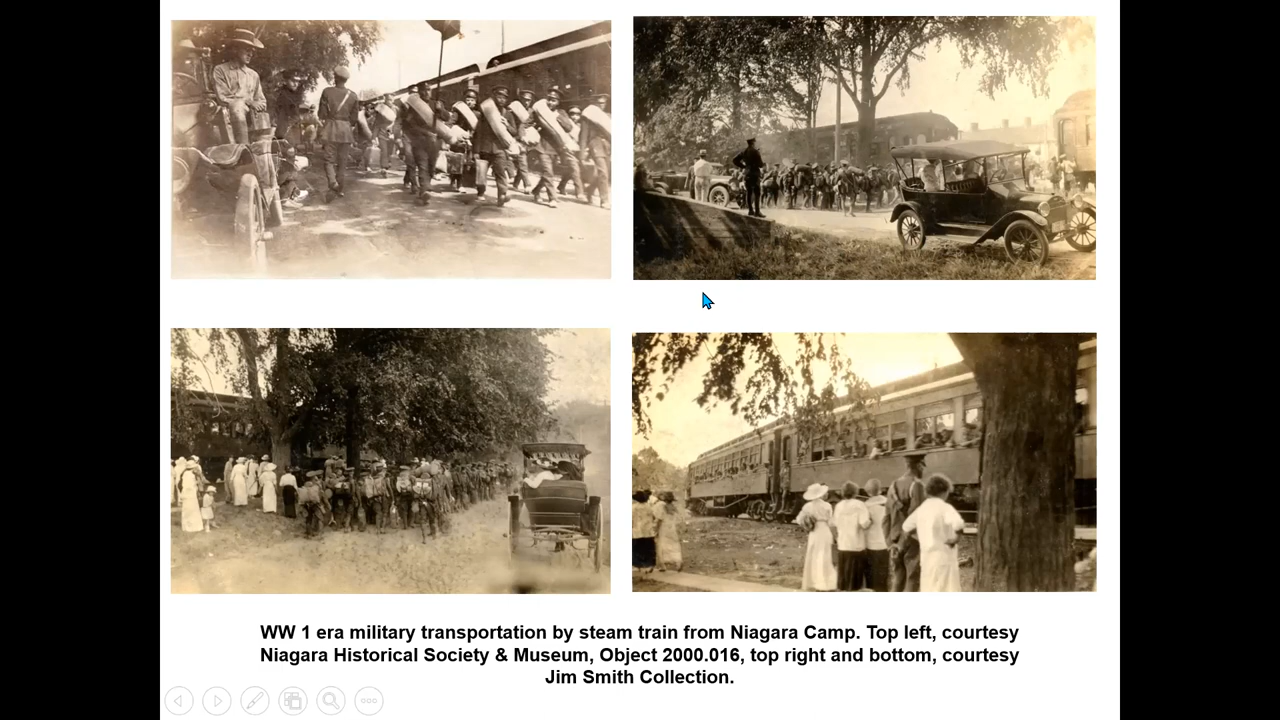 WW 1 era military transportation by steam train from Niagara Camp. Top left, courtesy
Niagara Historical Society & Museum, Object 2000.016, top right and bottom, courtesy
Jim Smith Collection.